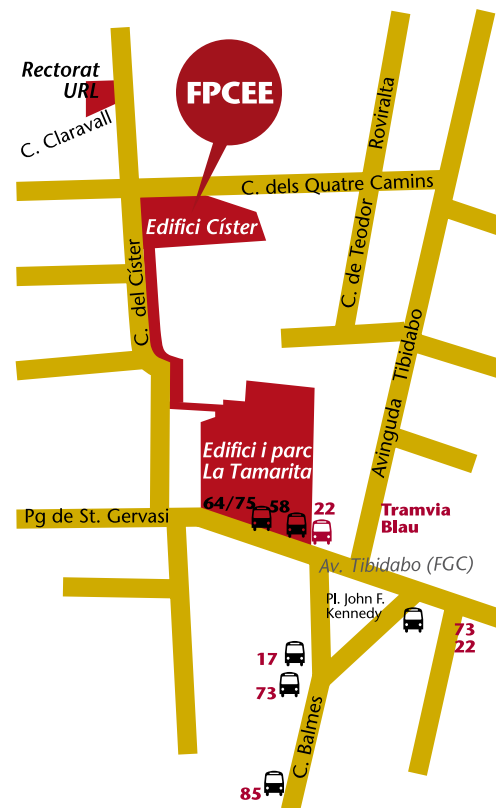 Rectorat
URL
C. Claravall
FPCEE
Roviralta
C. dels Quatre Camins
Edifici Císter
C. de Teodor
C. del Císter
Avinguda Tibidabo
Edifici i parc
La Tamarita
64/75
58
22
Tramvia
Blau
Pg de St. Gervasi
Av. Tibidabo (FGC)
Pl. John F.
Kennedy
73
22
17
73
C. Balmes
85